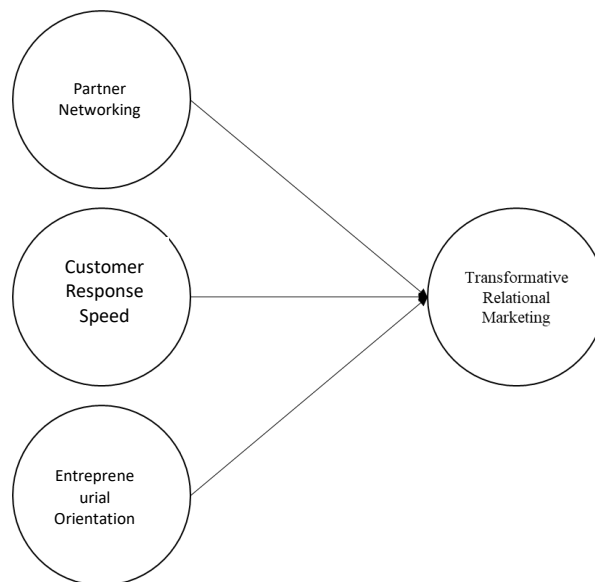 Partner
Networking
Customer
Response
Speed
Transformative
Relational
Marketing
Entreprene
urial
Orientation